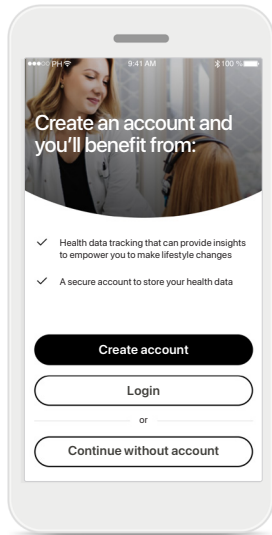 ●●●○○ PH 9:41 AM 100 %
Create an account and
you'll benefit from:
✓ Health data tracking that can provide insights
to empower you to make lifestyle changes
✓ A secure account to store your health data
Create account
Login
or
Continue without account